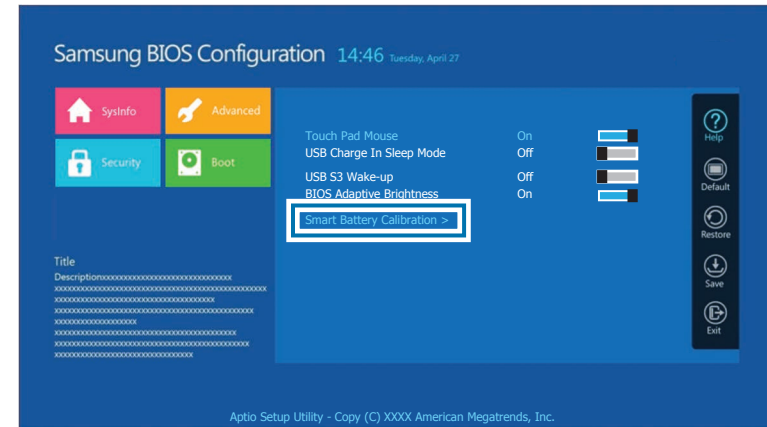 Samsung BIOS Configuration 14:46 Tuesday, April 27
SysInfo
Advanced
Security
Boot
Touch Pad Mouse On
USB Charge In Sleep Mode Off
USB S3 Wake-up Off
BIOS Adaptive Brightness On
Smart Battery Calibration >
Title
Help
Default
Restore
Save
Exit
Aptio Setup Utility - Copy (C) XXXX American Megatrends, Inc.